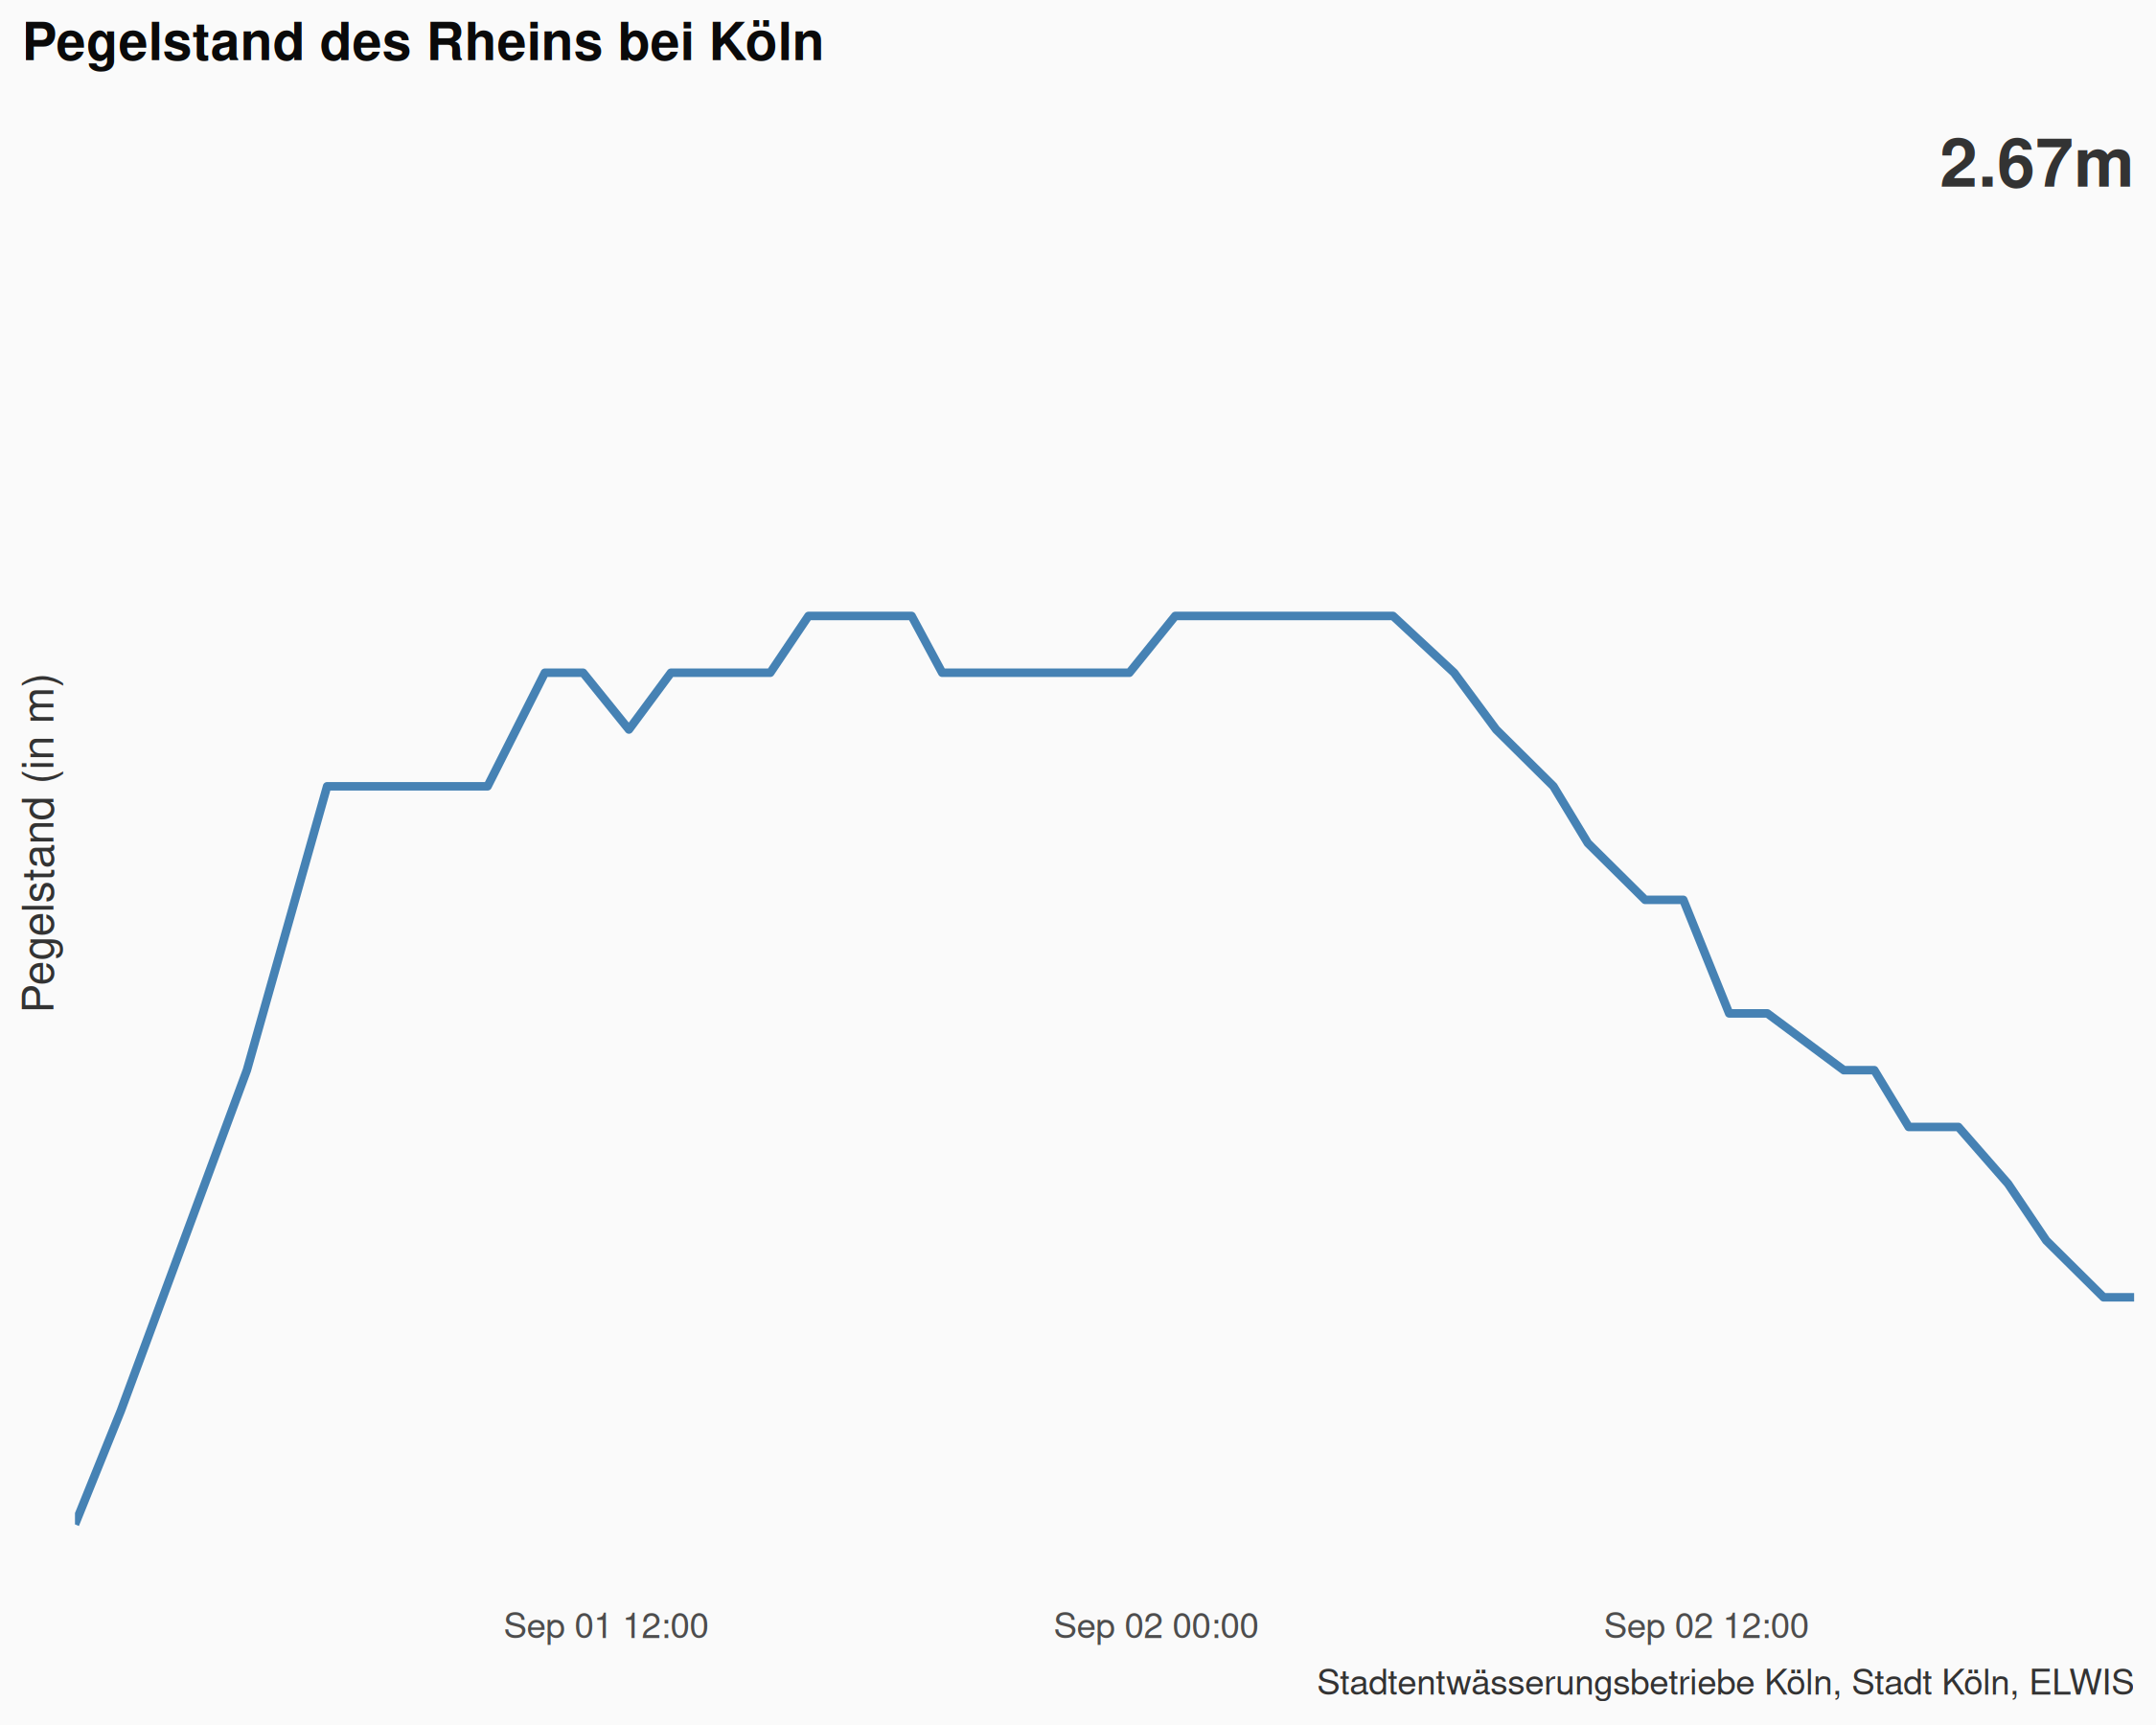 Pegelstand des Rheins bei Köln
2.67m
Pegelstand (in m)
Sep 01 12:00
Sep 02 00:00
Sep 02 12:00
Stadtentwässerungsbetriebe Köln, Stadt Köln, ELWIS